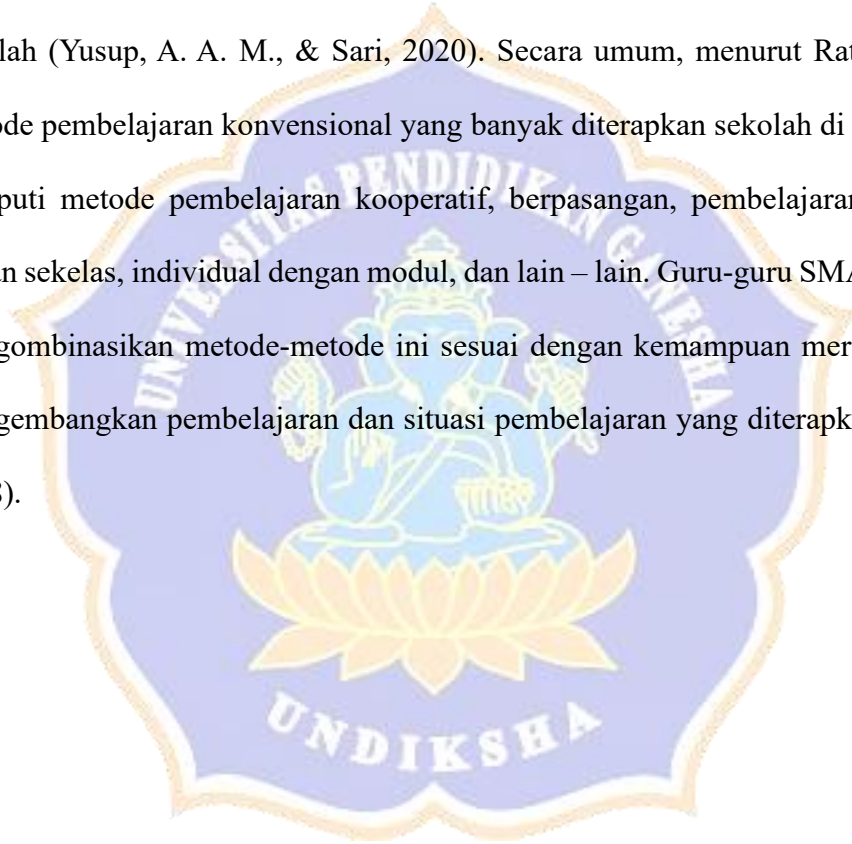 lah (Yusup, A. A. M., & Sari, 2020). Secara umum, menurut Rat
de pembelajaran konvensional yang banyak diterapkan sekolah di
puti metode pembelajaran kooperatif, berpasangan, pembelajaran
n sekelas, individual dengan modul, dan lain – lain. Guru-guru SMA
gombinasikan metode-metode ini sesuai dengan kemampuan mer
gembangkan pembelajaran dan situasi pembelajaran yang diterapk
).
UNIVERSITAS PENDIDIKAN GANESHA
UNDIKSHA